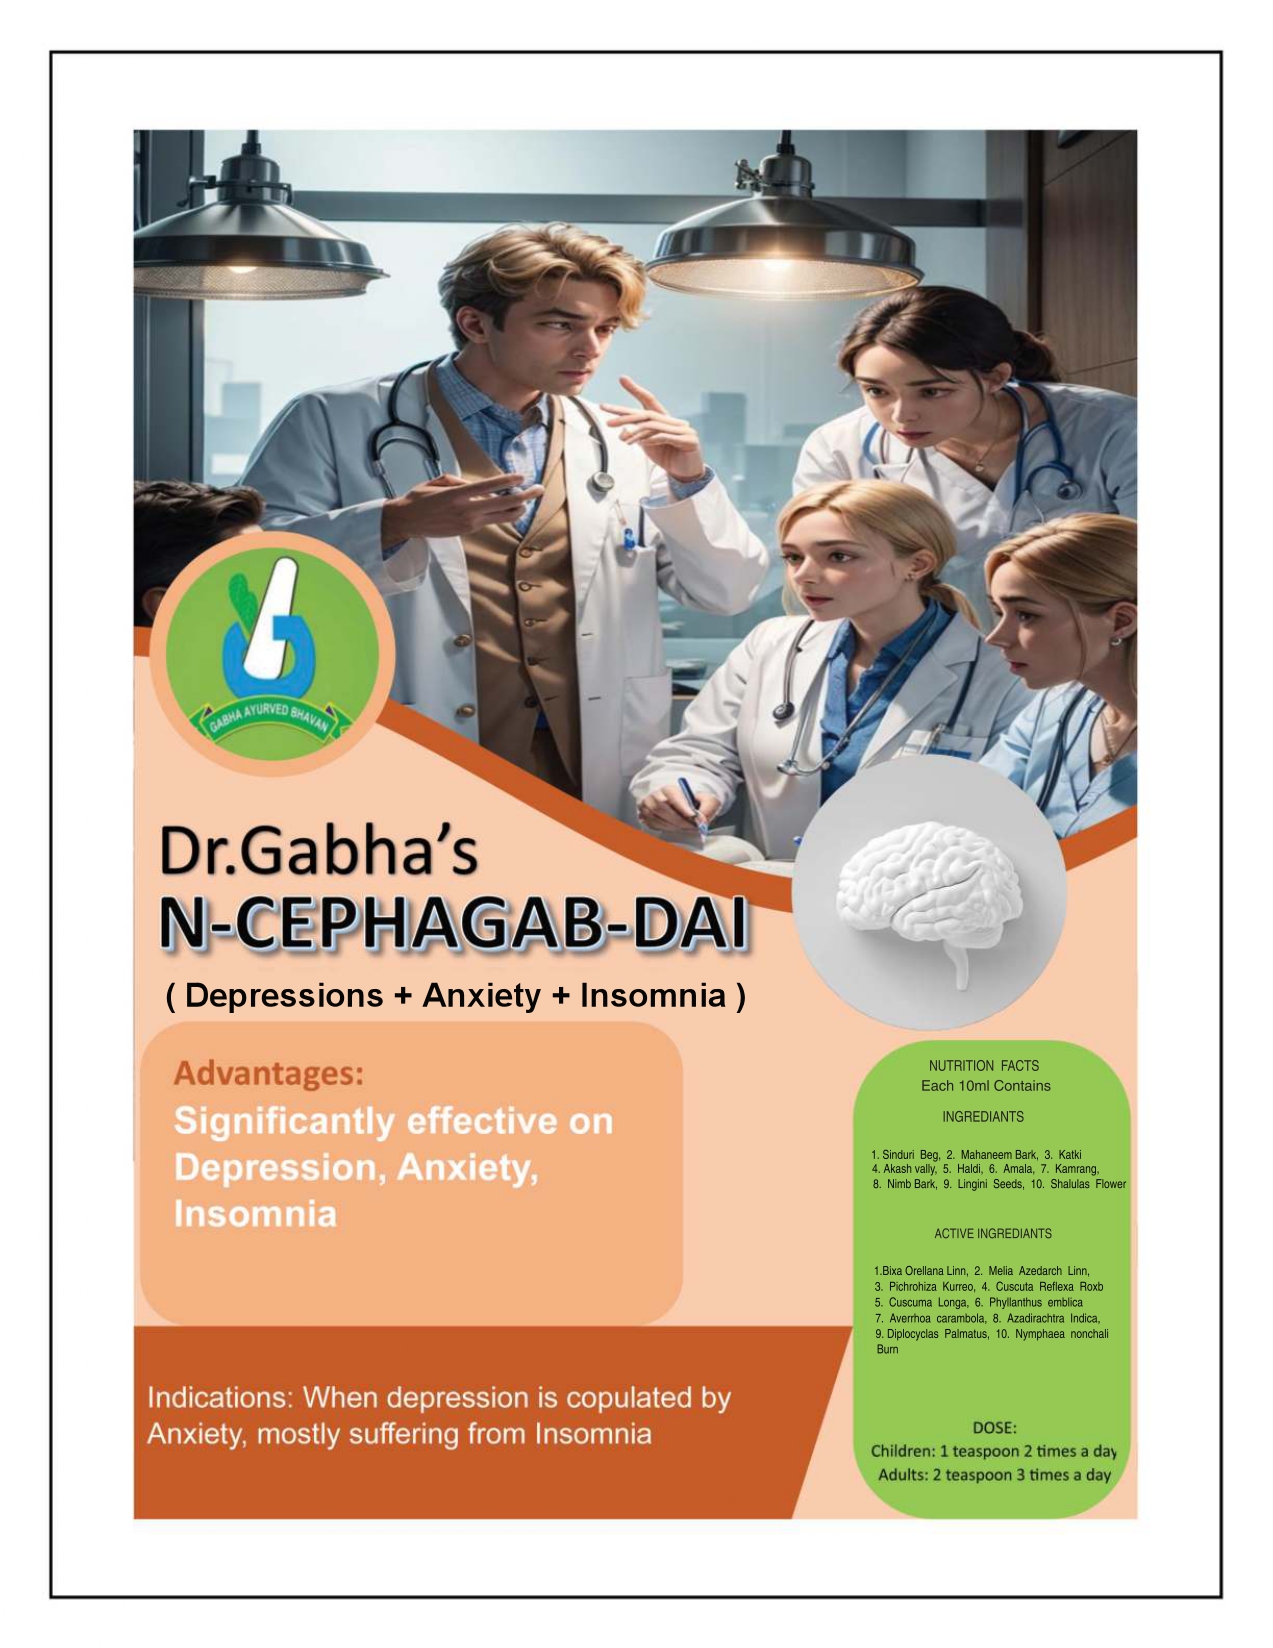 GABHA AYURVED BHAVAN
Dr.Gabha's
N-CEPHAGAB-DAI
( Depressions + Anxiety + Insomnia )
Advantages:
Significantly effective on
Depression, Anxiety,
Insomnia
Indications: When depression is copulated by
Anxiety, mostly suffering from Insomnia
NUTRITION FACTS
Each 10ml Contains
INGREDIANTS
1. Sinduri Beg, 2. Mahaneem Bark, 3. Katki
4. Akash vally, 5. Haldi, 6. Amala, 7. Kamrang,
8. Nimb Bark, 9. Lingini Seeds, 10. Shalulas Flower
ACTIVE INGREDIANTS
1.Bixa Orellana Linn, 2. Melia Azedarch Linn,
3. Pichrohiza Kurreo, 4. Cuscuta Reflexa Roxb
5. Cuscuma Longa, 6. Phyllanthus emblica
7. Averrhoa carambola, 8. Azadirachtra Indica,
9. Diplocyclas Palmatus, 10. Nymphaea nonchali
Burn
DOSE:
Children: 1 teaspoon 2 times a day
Adults: 2 teaspoon 3 times a day